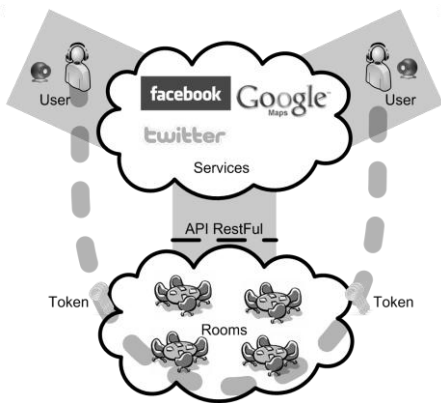 User
User
facebook
Google
Maps
twitter
Services
API RestFul
Token
Token
Rooms